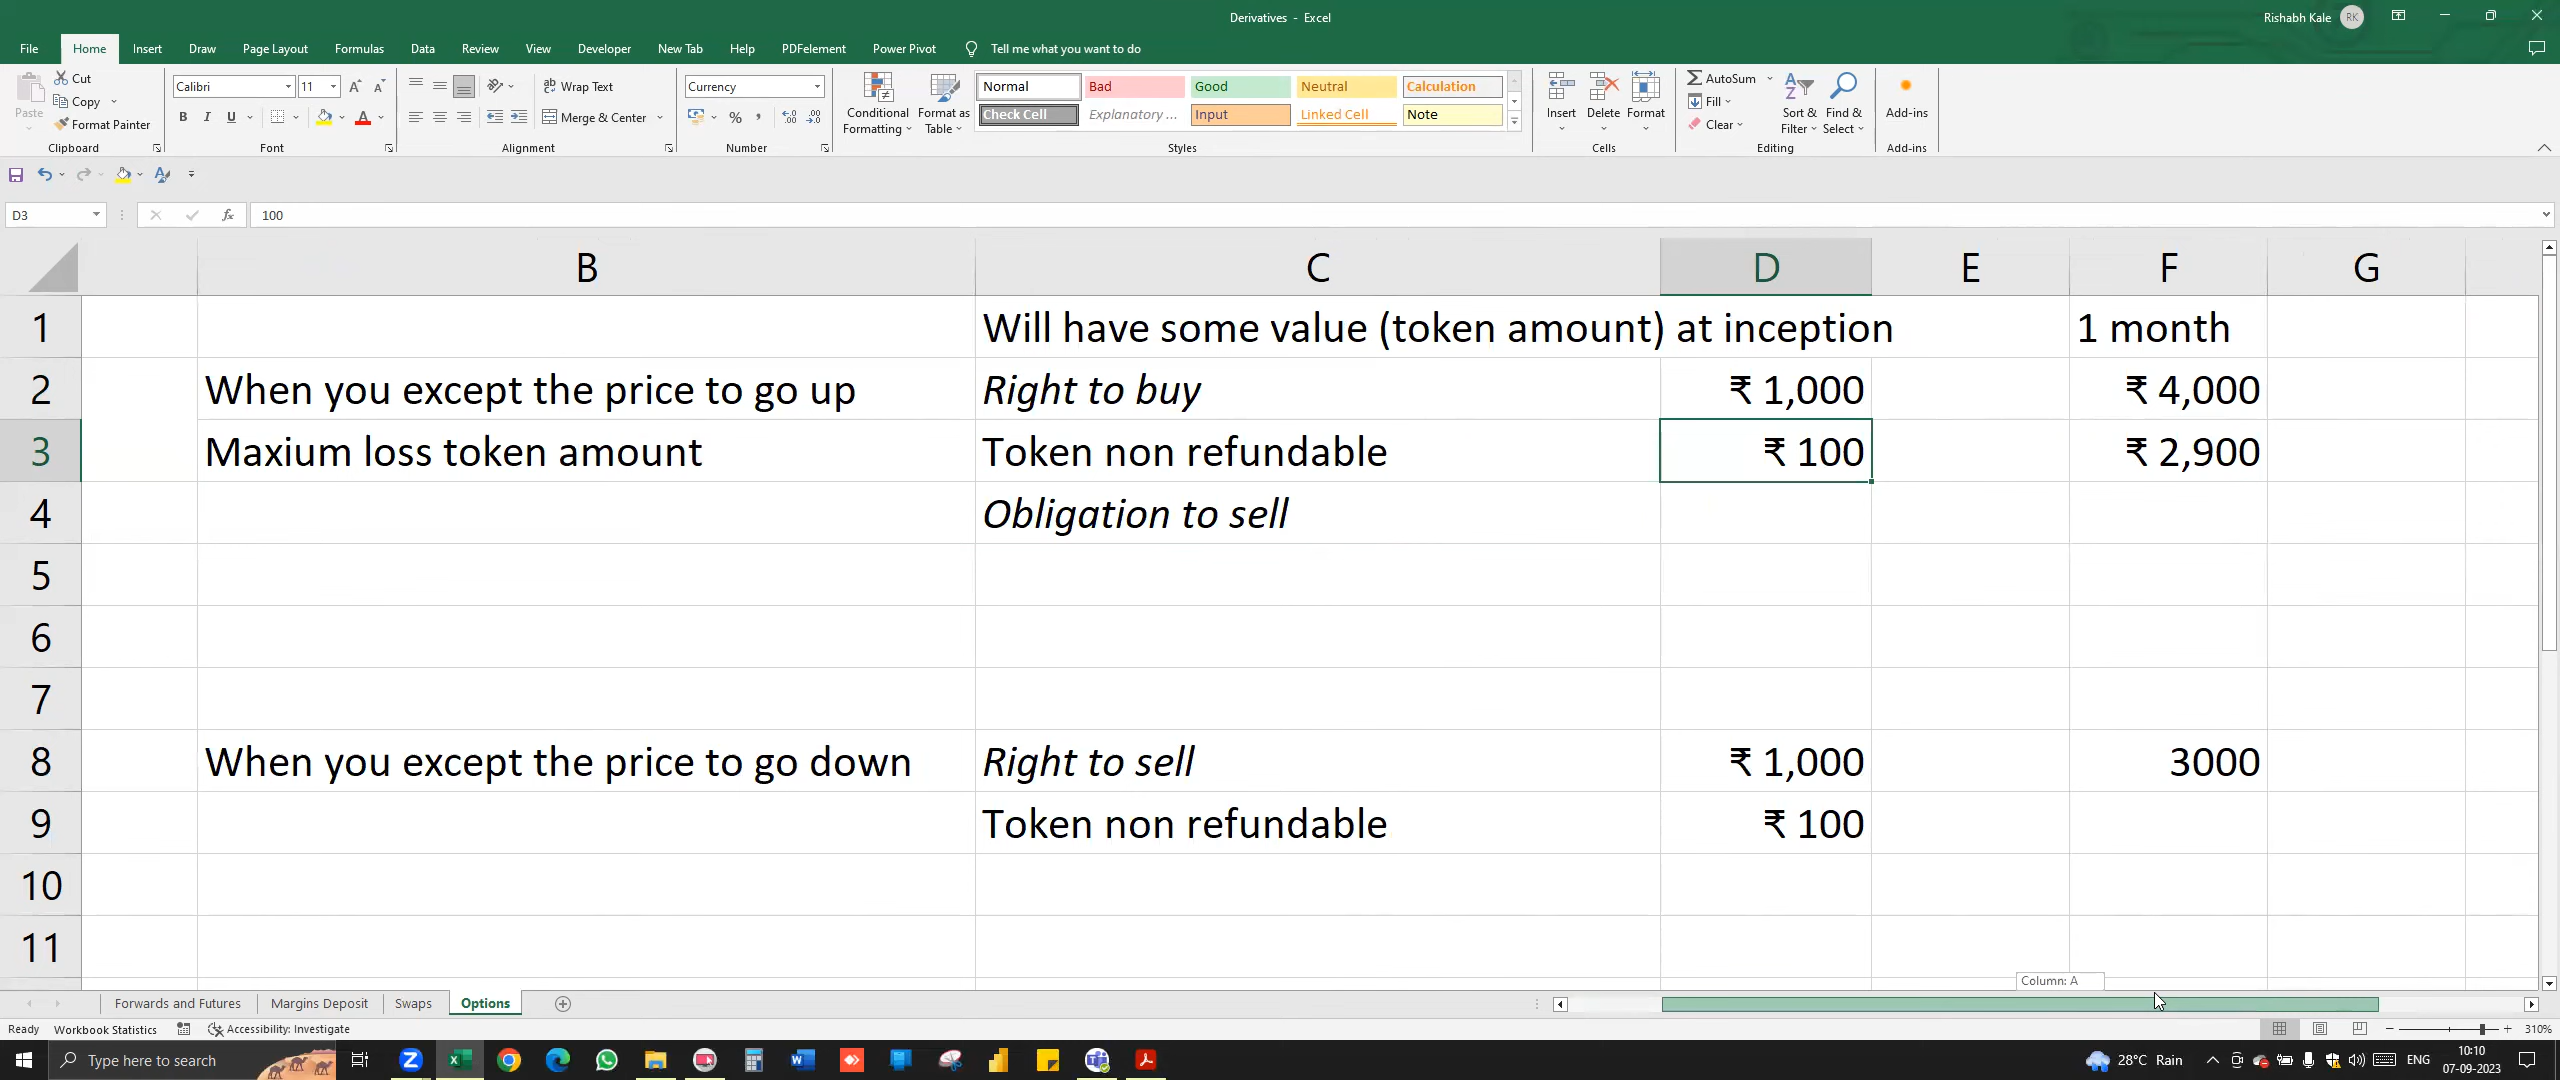 Derivatives - Excel
Rishabh Kale RK
File Home Insert Draw Page Layout Formulas Data Review View Developer New Tab Help PDFelement Power Pivot Tell me what you want to do
Paste
Cut
Copy
Format Painter
Clipboard
Calibri 11
B I U
Font
Wrap Text
Merge & Center
Alignment
Currency
Number
Conditional Formatting
Format as Table
Normal Bad Good Neutral Calculation
Check Cell Explanatory ... Input Linked Cell Note
Styles
Insert Delete Format
Cells
AutoSum
Fill
Clear
Sort & Filter
Find & Select
Editing
Add-ins
Add-ins
D3 fx 100
B C D E F G
1 Will have some value (token amount) at inception 1 month
2 When you except the price to go up Right to buy ₹ 1,000 ₹ 4,000
3 Maxium loss token amount Token non refundable ₹ 100 ₹ 2,900
4 Obligation to sell
5
6
7
8 When you except the price to go down Right to sell ₹ 1,000 3000
9 Token non refundable ₹ 100
10
11
Column: A
Forwards and Futures Margins Deposit Swaps Options
Ready Workbook Statistics Accessibility: Investigate 310%
Type here to search
28°C Rain ENG 10:10
07-09-2023